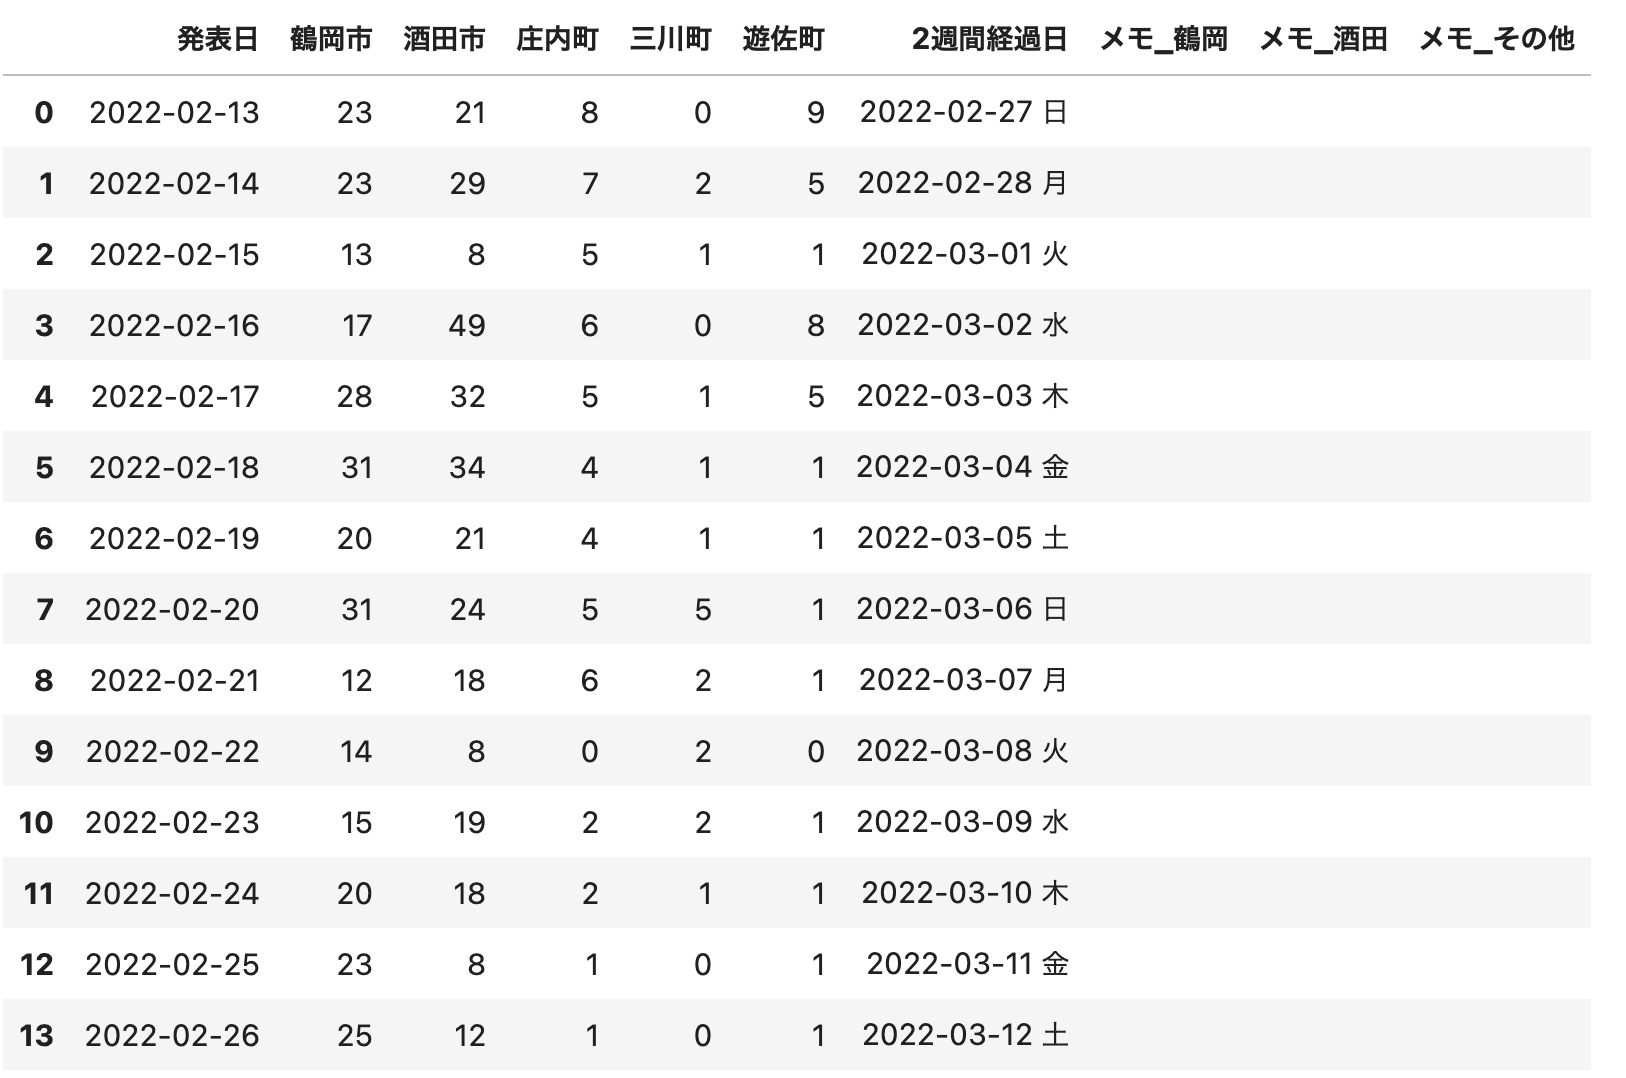 発表日 鶴岡市 酒田市 庄内町 三川町 遊佐町 2週間経過日 メモ_鶴岡 メモ_酒田 メモ_その他
0 2022-02-13 23 21 8 0 9 2022-02-27 日
1 2022-02-14 23 29 7 2 5 2022-02-28 月
2 2022-02-15 13 8 5 1 1 2022-03-01 火
3 2022-02-16 17 49 6 0 8 2022-03-02 水
4 2022-02-17 28 32 5 1 5 2022-03-03 木
5 2022-02-18 31 34 4 1 1 2022-03-04 金
6 2022-02-19 20 21 4 1 1 2022-03-05 土
7 2022-02-20 31 24 5 5 1 2022-03-06 日
8 2022-02-21 12 18 6 2 1 2022-03-07 月
9 2022-02-22 14 8 0 2 0 2022-03-08 火
10 2022-02-23 15 19 2 2 1 2022-03-09 水
11 2022-02-24 20 18 2 1 1 2022-03-10 木
12 2022-02-25 23 8 1 0 1 2022-03-11 金
13 2022-02-26 25 12 1 0 1 2022-03-12 土